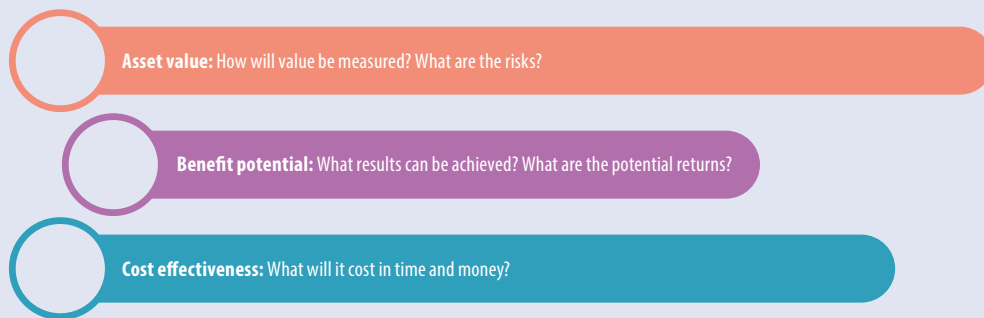 Asset value: How will value be measured? What are the risks?
Benefit potential: What results can be achieved? What are the potential returns?
Cost effectiveness: What will it cost in time and money?